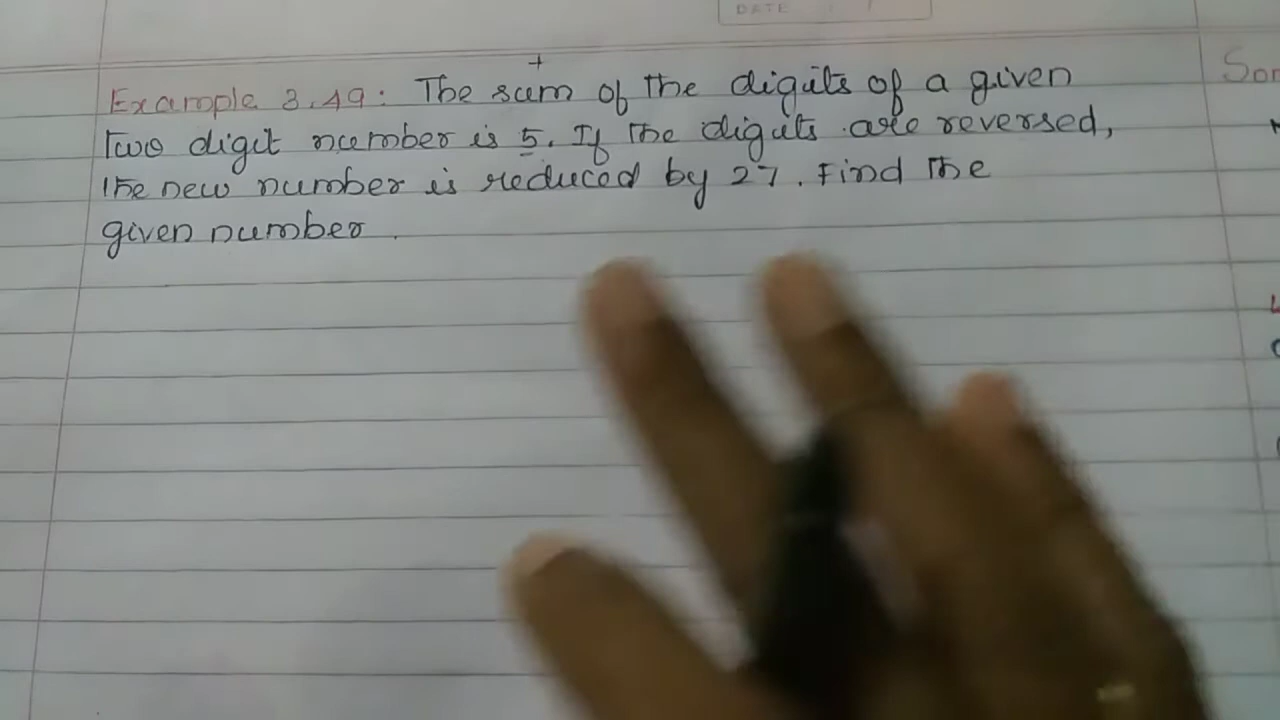 DATE
Example 3.49: The sum of the digits of a given
+
two digit number is 5. If the digits are reversed,
the new number is reduced by 27. Find the
given number.